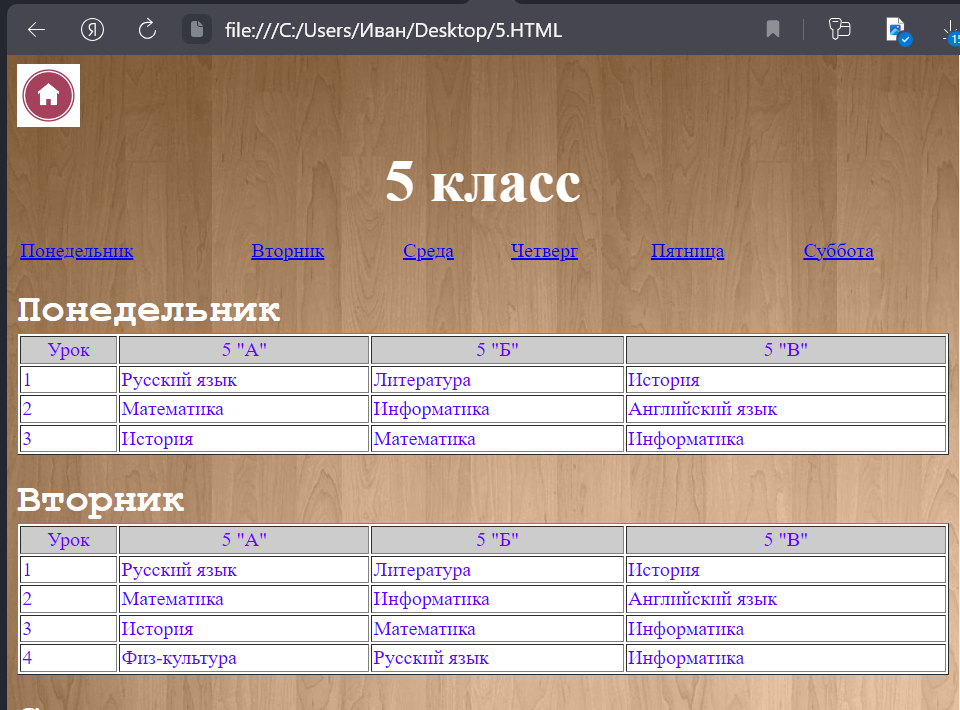 file:///C:/Users/Иван/Desktop/5.HTML
15
5 класс
Понедельник Вторник Среда Четверг Пятница Суббота
Понедельник
Урок 5 "А" 5 "Б" 5 "В"
1 Русский язык Литература История
2 Математика Информатика Английский язык
3 История Математика Информатика
Вторник
Урок 5 "А" 5 "Б" 5 "В"
1 Русский язык Литература История
2 Математика Информатика Английский язык
3 История Математика Информатика
4 Физ-культура Русский язык Информатика